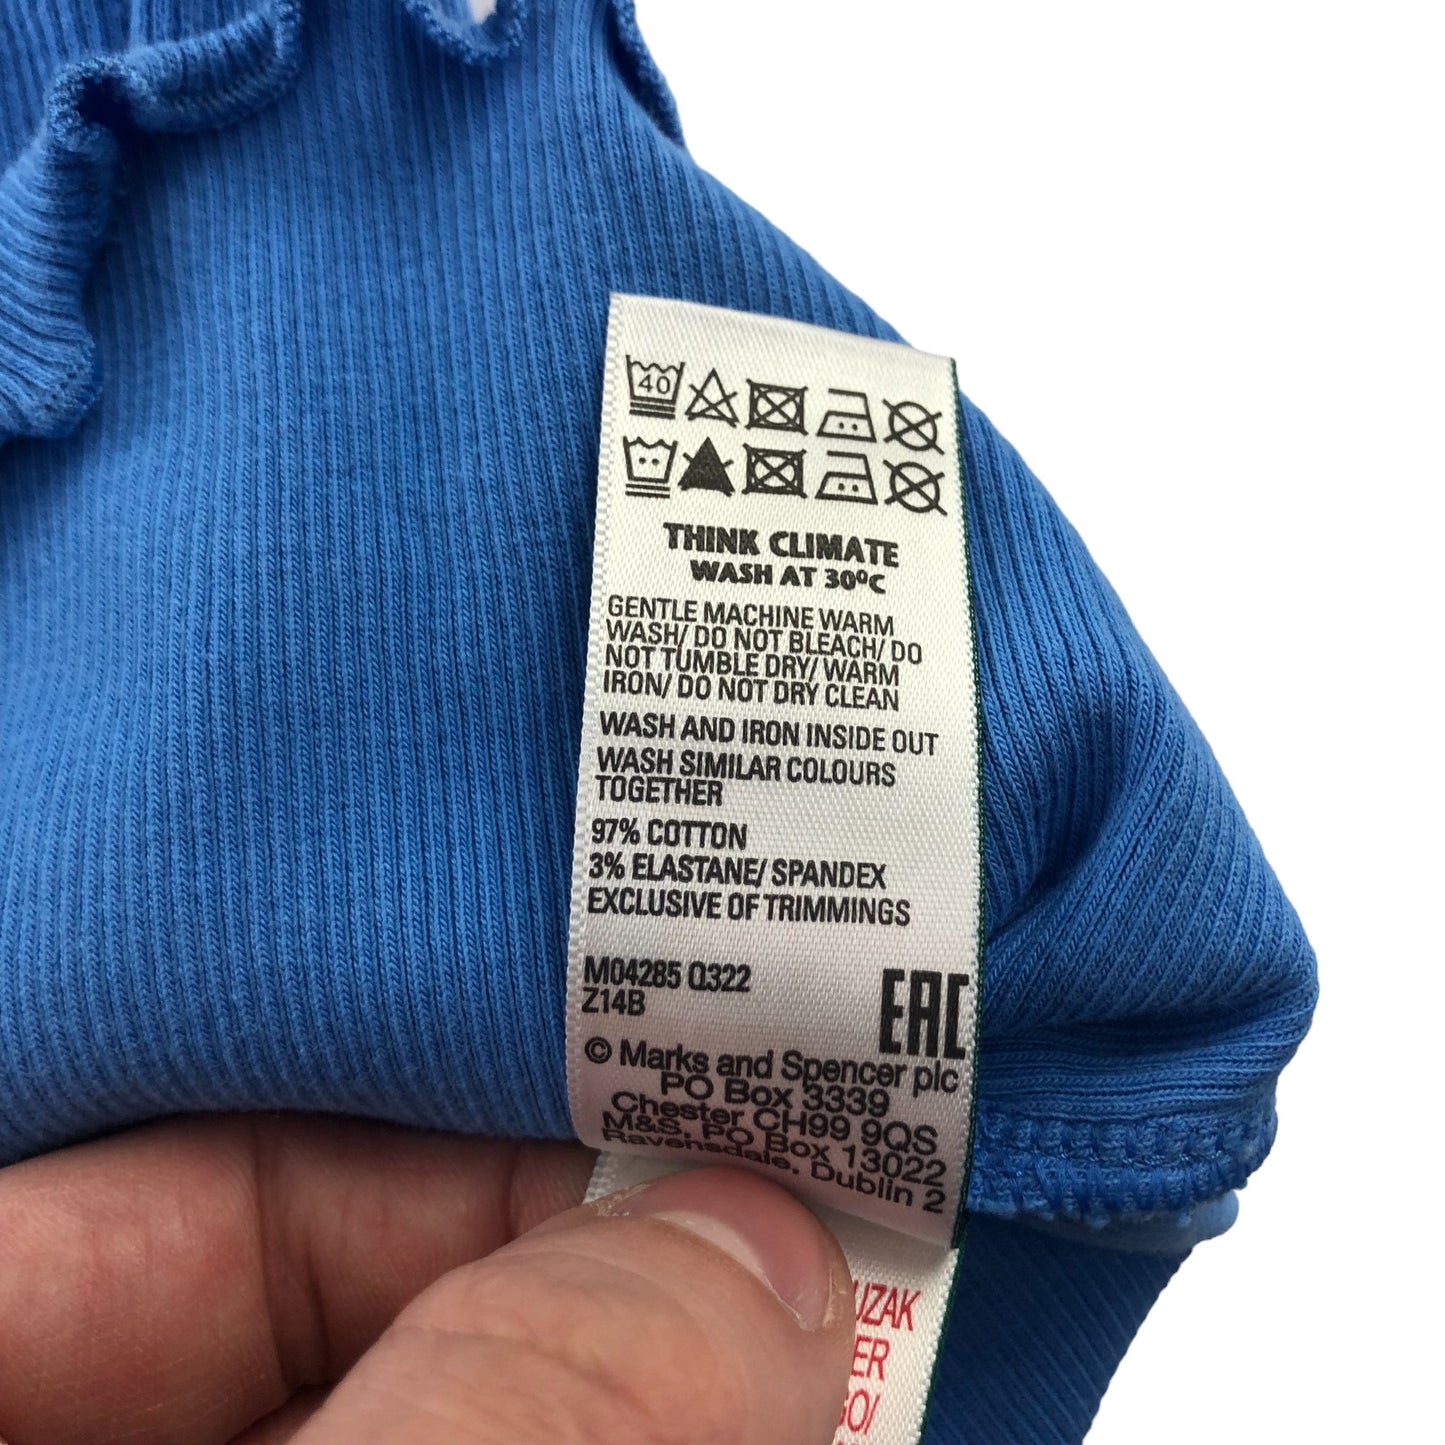 40
THINK CLIMATE
WASH AT 30ºC
GENTLE MACHINE WARM
WASH/ DO NOT BLEACH/ DO
NOT TUMBLE DRY/ WARM
IRON/ DO NOT DRY CLEAN
WASH AND IRON INSIDE OUT
WASH SIMILAR COLOURS
TOGETHER
97% COTTON
3% ELASTANE/ SPANDEX
EXCLUSIVE OF TRIMMINGS
M04285 Q322
Z14B
EAC
© Marks and Spencer plc
PO Box 3339
Chester CH99 9QS
M&S, PO Box 13022
Ravensdale, Dublin 2